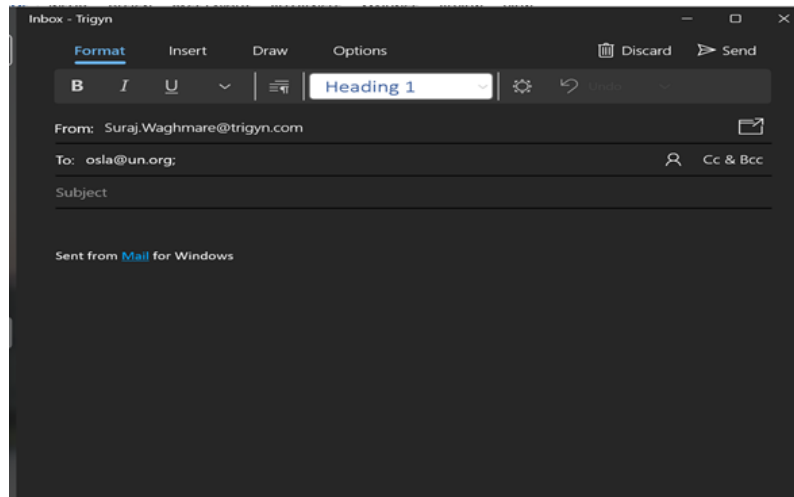 Inbox - Trigyn
Format Insert Draw Options Discard Send
B I U Heading 1 Undo
From: Suraj.Waghmare@trigyn.com
To: osla@un.org; Cc & Bcc
Subject
Sent from Mail for Windows